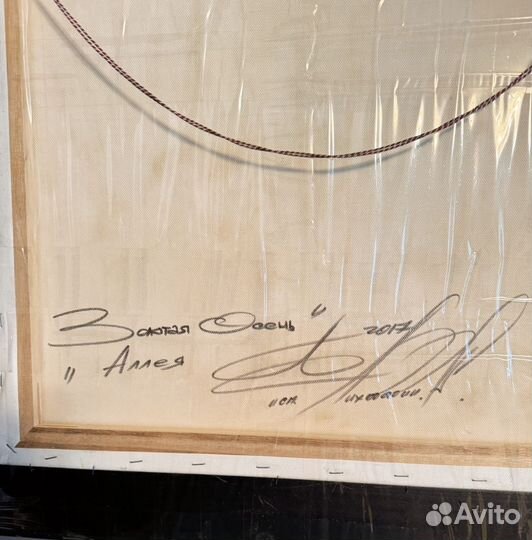 Золотая Осень" 2017
" Аллея
Avito